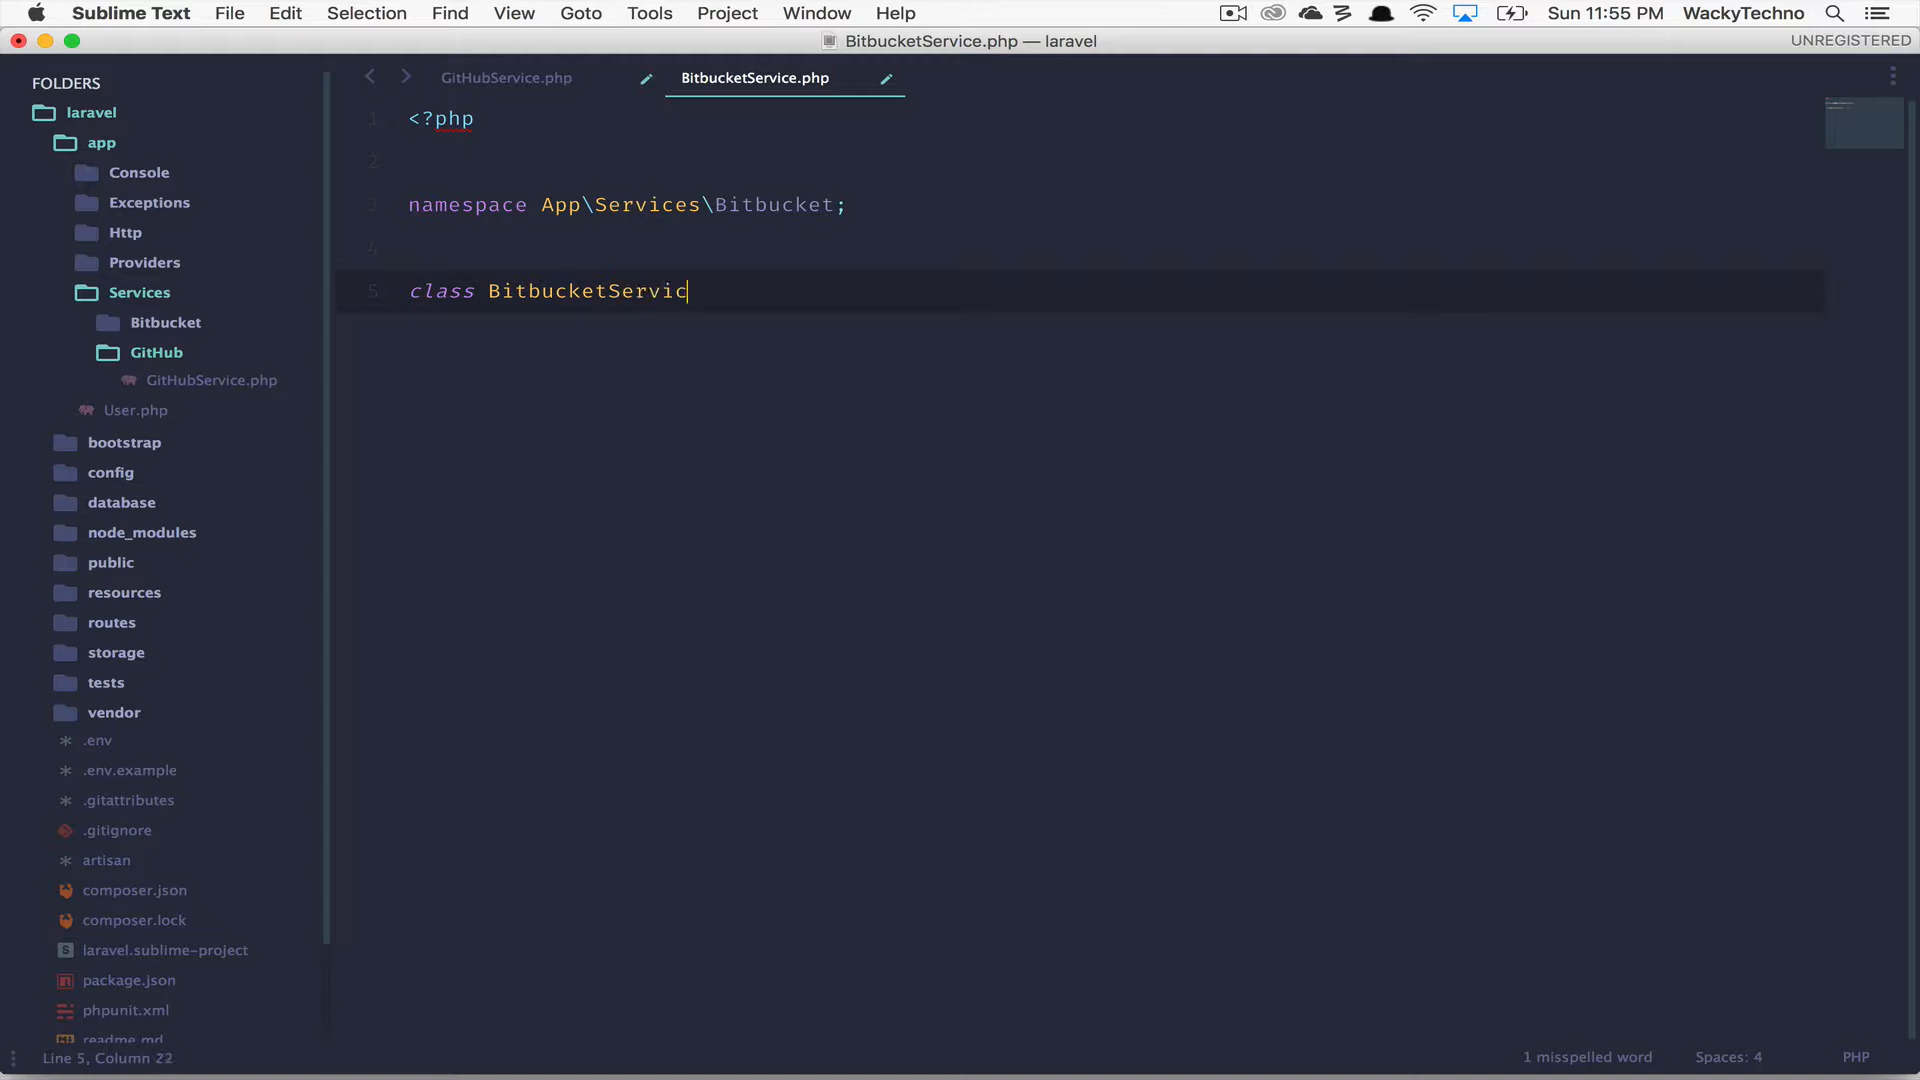 Sublime Text File Edit Selection Find View Goto Tools Project Window Help Sun 11:55 PM WackyTechno
BitbucketService.php — laravel UNREGISTERED
FOLDERS
laravel
app
Console
Exceptions
Http
Providers
Services
Bitbucket
GitHub
GitHubService.php
User.php
bootstrap
config
database
node_modules
public
resources
routes
storage
tests
vendor
.env
.env.example
.gitattributes
.gitignore
artisan
composer.json
composer.lock
laravel.sublime-project
package.json
phpunit.xml
readme.md
GitHubService.php BitbucketService.php
1 <?php
2
3 namespace App\Services\Bitbucket;
4
5 class BitbucketServic
Line 5, Column 22 1 misspelled word Spaces: 4 PHP